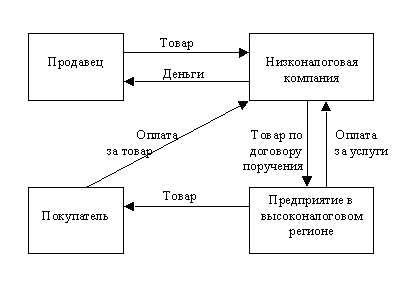 Товар
Продавец
Низконалоговая
компания
Деньги
Оплата
за товар
Товар по
договору
поручения
Оплата
за услуги
Товар
Покупатель
Предприятие в
высоконалоговом
регионе